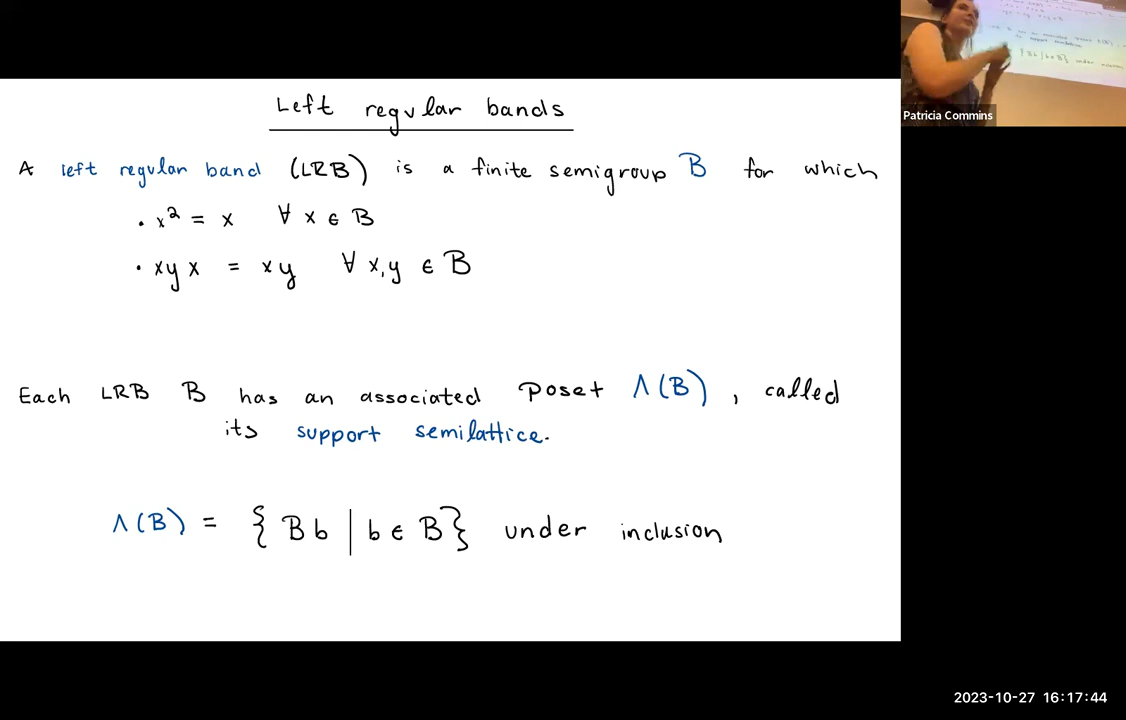 Left regular bands
A left regular band (LRB) is a finite semigroup B for which
· x² = x ∀ x ∈ B
· xyx = xy ∀ x,y ∈ B
Each LRB B has an associated poset Λ(B), called
its support semilattice.
Λ(B) = { Bb | b ∈ B } under inclusion
Patricia Commins
2023-10-27 16:17:44